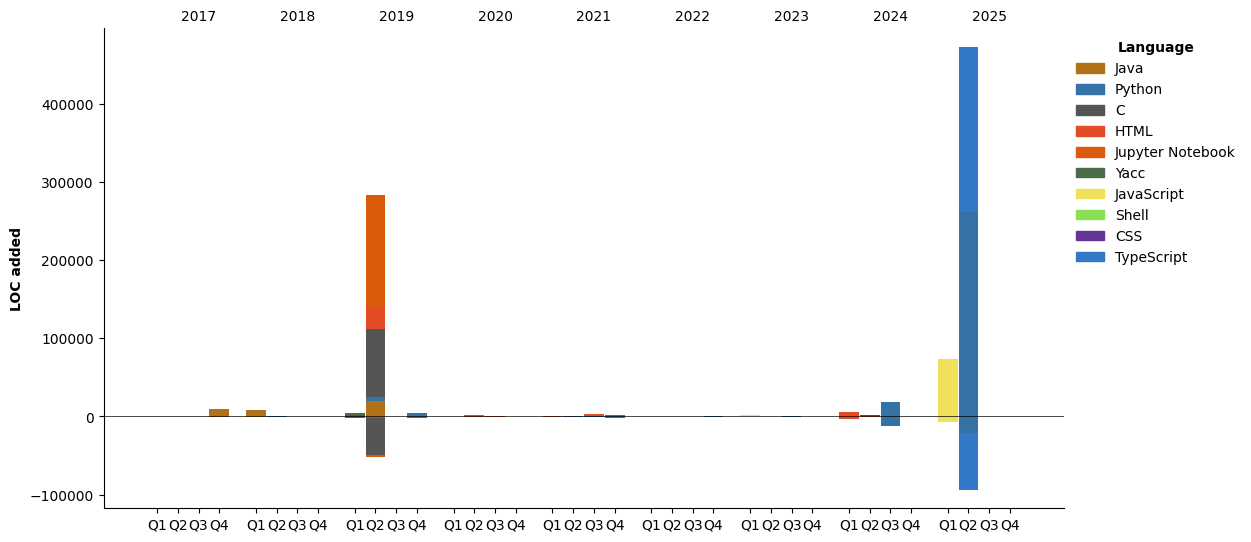 2017 2018 2019 2020 2021 2022 2023 2024 2025
Language
Java
Python
C
HTML
Jupyter Notebook
Yacc
JavaScript
Shell
CSS
TypeScript
LOC added
400000
300000
200000
100000
0
−100000
Q1 Q2 Q3 Q4 Q1 Q2 Q3 Q4 Q1 Q2 Q3 Q4 Q1 Q2 Q3 Q4 Q1 Q2 Q3 Q4 Q1 Q2 Q3 Q4 Q1 Q2 Q3 Q4 Q1 Q2 Q3 Q4 Q1 Q2 Q3 Q4